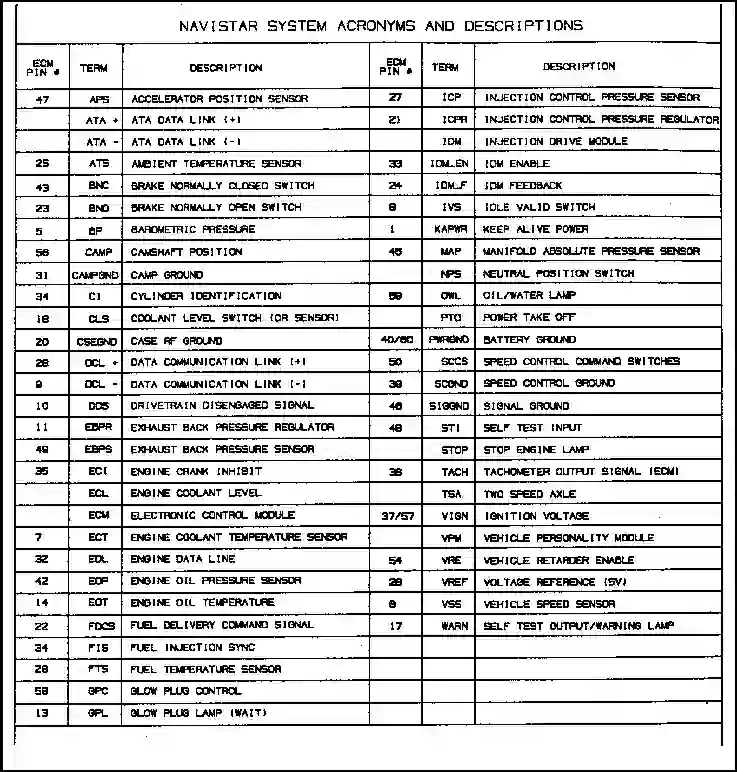 NAVISTAR SYSTEM ACRONYMS AND DESCRIPTIONS
ECM PIN # TERM DESCRIPTION ECM PIN # TERM DESCRIPTION
47 APS ACCELERATOR POSITION SENSOR 27 ICP INJECTION CONTROL PRESSURE SENSOR
ATA + ATA DATA LINK (+) 21 ICPR INJECTION CONTROL PRESSURE REGULATOR
ATA - ATA DATA LINK (-) IDM INJECTION DRIVE MODULE
25 ATS AMBIENT TEMPERATURE SENSOR 33 IDM_EN IDM ENABLE
43 BNC BRAKE NORMALLY CLOSED SWITCH 24 IDM_F IDM FEEDBACK
23 BNO BRAKE NORMALLY OPEN SWITCH IVS IDLE VALID SWITCH
5 BP BAROMETRIC PRESSURE 1 KAPWR KEEP ALIVE POWER
56 CAMP CAMSHAFT POSITION 45 MAP MANIFOLD ABSOLUTE PRESSURE SENSOR
31 CAMPGND CAMP GROUND NPS NEUTRAL POSITION SWITCH
34 CI CYLINDER IDENTIFICATION 59 OWL OIL/WATER LAMP
18 CLS COOLANT LEVEL SWITCH (OR SENSOR) PTO POWER TAKE OFF
20 CSEGND CASE RF GROUND 40/60 PWRGND BATTERY GROUND
28 DCL + DATA COMMUNICATION LINK (+) 50 SCCS SPEED CONTROL COMMAND SWITCHES
9 DCL - DATA COMMUNICATION LINK (-) 39 SCGND SPEED CONTROL GROUND
10 DDS DRIVETRAIN DISENGAGED SIGNAL 46 SIGGND SIGNAL GROUND
11 EBPR EXHAUST BACK PRESSURE REGULATOR 48 STI SELF TEST INPUT
49 EBPS EXHAUST BACK PRESSURE SENSOR STOP STOP ENGINE LAMP
35 ECI ENGINE CRANK INHIBIT TACH TACHOMETER OUTPUT SIGNAL (ECM)
ECL ENGINE COOLANT LEVEL TSA TWO SPEED AXLE
ECM ELECTRONIC CONTROL MODULE 37/57 VIGN IGNITION VOLTAGE
7 ECT ENGINE COOLANT TEMPERATURE SENSOR VPM VEHICLE PERSONALITY MODULE
32 EDL ENGINE DATA LINE 54 VRE VEHICLE RETARDER ENABLE
42 EOP ENGINE OIL PRESSURE SENSOR VREF VOLTAGE REFERENCE (5V)
14 EOT ENGINE OIL TEMPERATURE VSS VEHICLE SPEED SENSOR
22 FDCS FUEL DELIVERY COMMAND SIGNAL 17 WARN SELF TEST OUTPUT/WARNING LAMP
34 FIS FUEL INJECTION SYNC
FTS FUEL TEMPERATURE SENSOR
GPC GLOW PLUG CONTROL
13 GPL GLOW PLUG LAMP (WAIT)